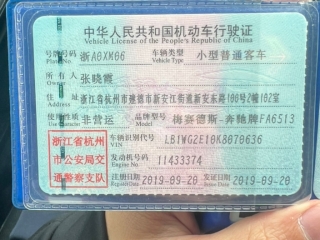 中华人民共和国机动车行驶证
Vehicle License of the People's Republic of China
号牌号码 浙A0XK06 车辆类型 小型普通客车
Plate No. Vehicle Type
所有人 张晓霞
Owner
住址 浙江省杭州市建德市新安江街道新安东路100号2幢102室
Address
使用性质 非营运 品牌型号 梅赛德斯-奔驰牌FA6513
Use Character Model
浙江省杭州
市公安局交
通警察支队
车辆识别代号 LB1WG2E18K8070636
VIN
发动机号码 11433374
Engine No.
注册日期 2019-09-20 发证日期 2019-09-20
Register Date Issue Date